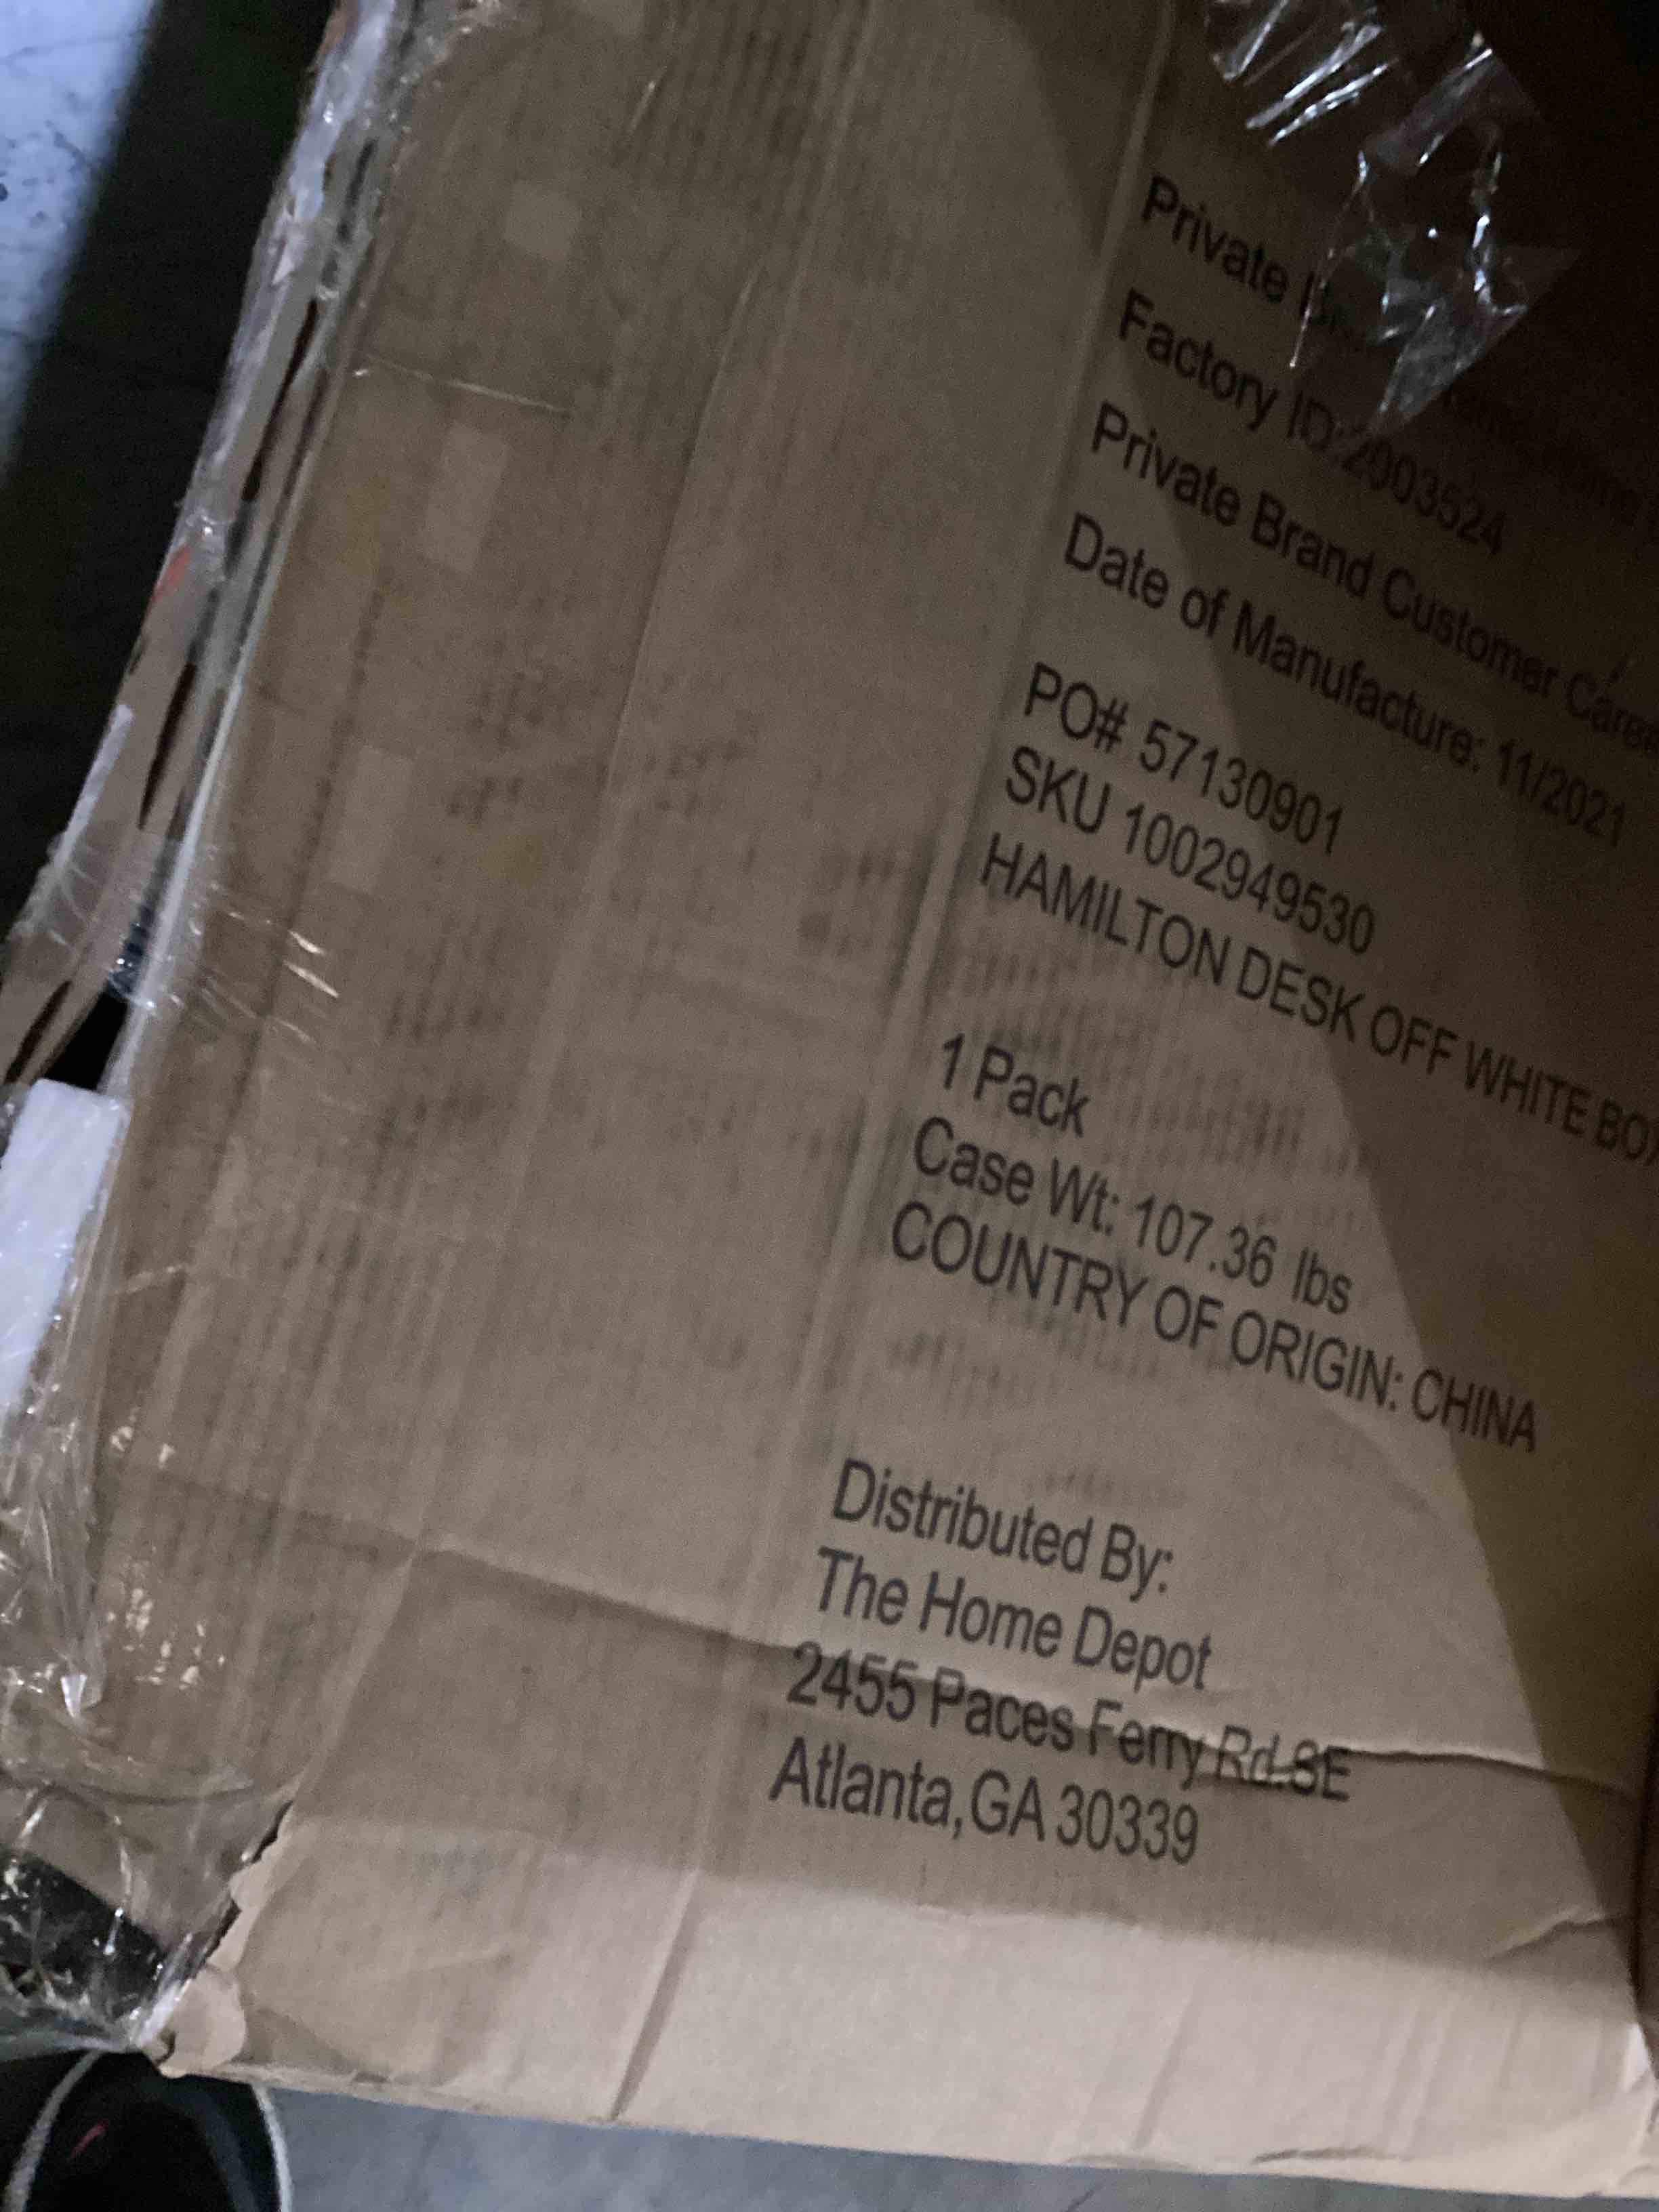 Private
Factory ID:2003524
Private Brand Customer Career
Date of Manufacture: 11/2021
PO# 57130901
SKU 1002949530
HAMILTON DESK OFF WHITE BOX
1 Pack
Case Wt: 107.36 lbs
COUNTRY OF ORIGIN: CHINA
Distributed By:
The Home Depot
2455 Paces Ferry Rd.SE
Atlanta,GA 30339